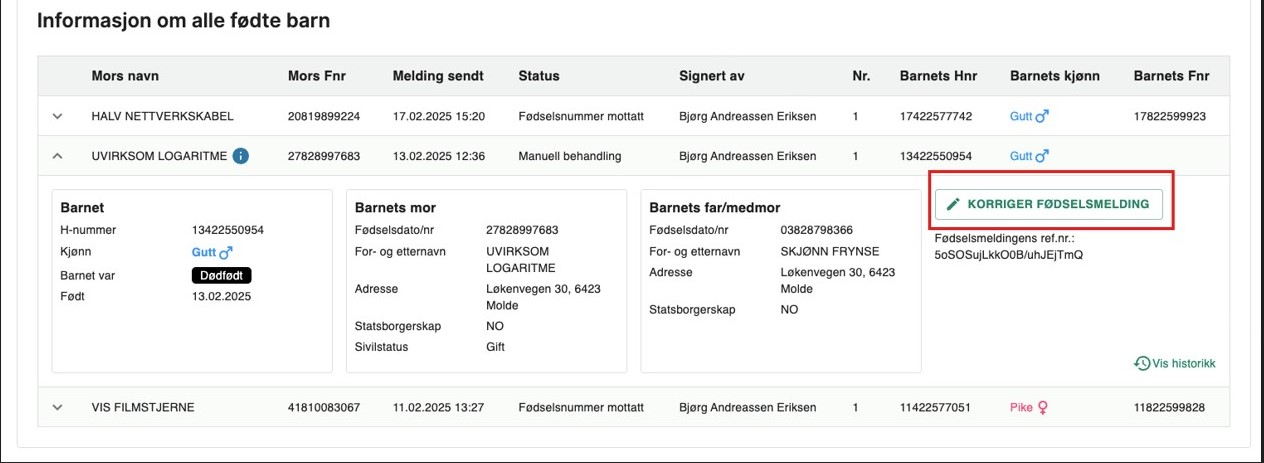 Informasjon om alle fødte barn
Mors navn Mors Fnr Melding sendt Status Signert av Nr. Barnets Hnr Barnets kjønn Barnets Fnr
HALV NETTVERKSKABEL 20819899224 17.02.2025 15:20 Fødselsnummer mottatt Bjørg Andreassen Eriksen 1 17422577742 Gutt 17822599923
UVIRKSOM LOGARITME i 27828997683 13.02.2025 12:36 Manuell behandling Bjørg Andreassen Eriksen 1 13422550954 Gutt
Barnet
H-nummer 13422550954
Kjønn Gutt
Barnet var Dødfødt
Født 13.02.2025
Barnets mor
Fødselsdato/nr 27828997683
For- og etternavn UVIRKSOM
LOGARITME
Adresse Løkenvegen 30, 6423
Molde
Statsborgerskap NO
Sivilstatus Gift
Barnets far/medmor
Fødselsdato/nr 03828798366
For- og etternavn SKJØNN FRYNSE
Adresse Løkenvegen 30, 6423
Molde
Statsborgerskap NO
KORRIGER FØDSELSMELDING
Fødselsmeldingens ref.nr.:
5oSOSujLkkO0B/uhJEjTmQ
Vis historikk
VIS FILMSTJERNE 41810083067 11.02.2025 13:27 Fødselsnummer mottatt Bjørg Andreassen Eriksen 1 11422577051 Pike 11822599828